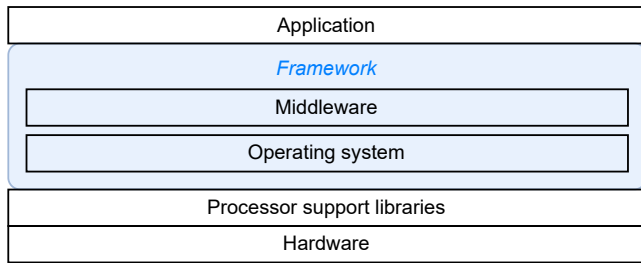 Application
Framework
Middleware
Operating system
Processor support libraries
Hardware